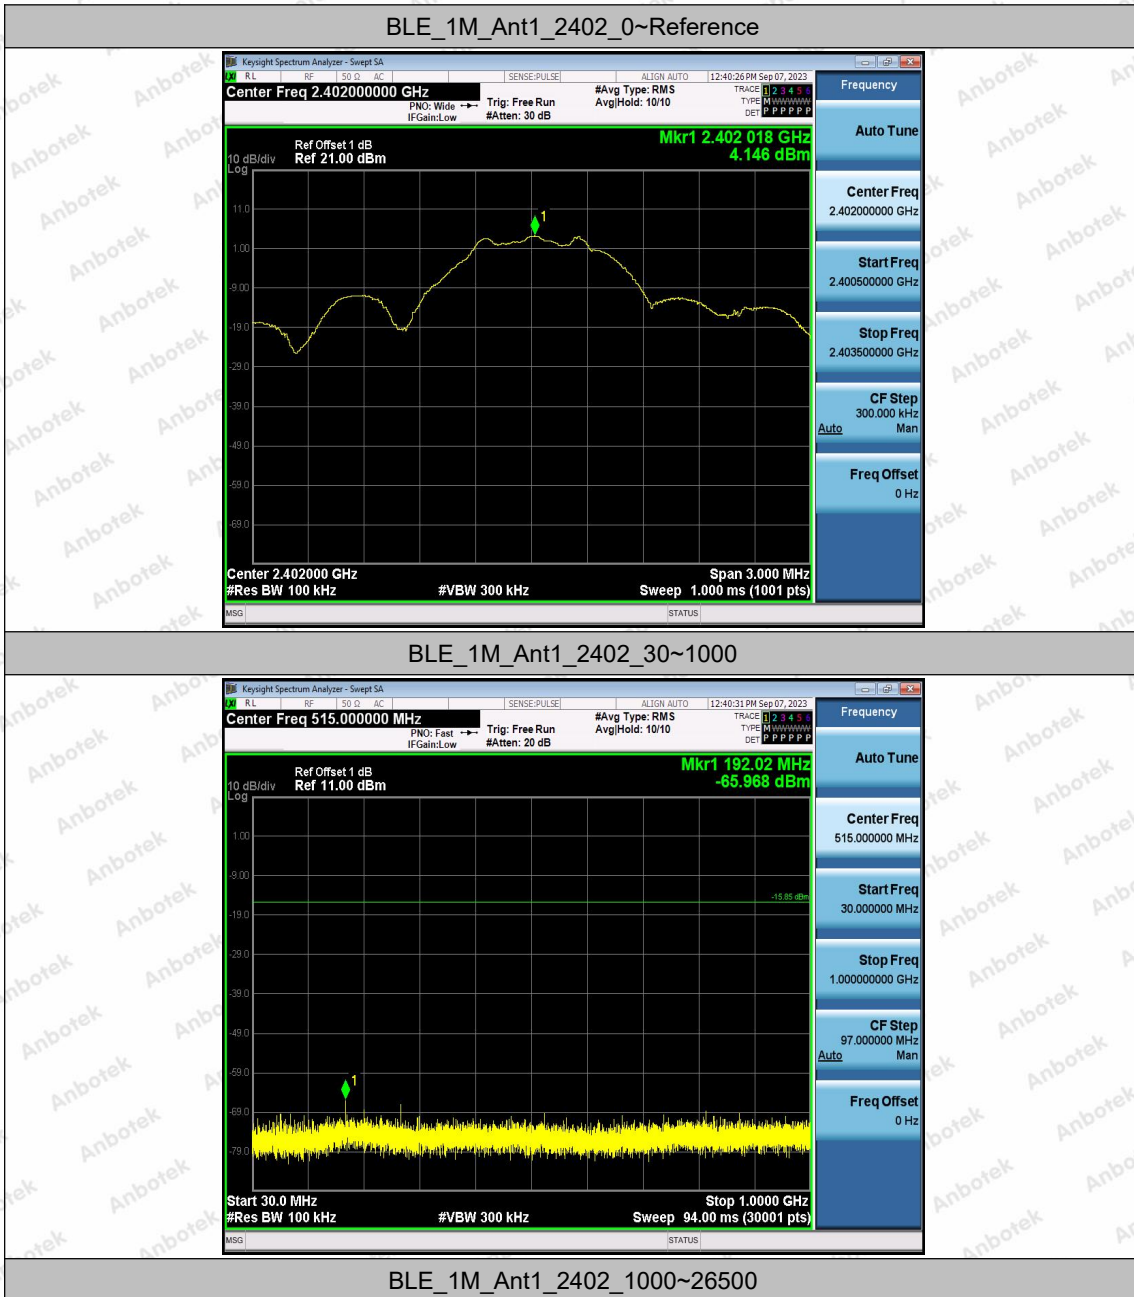 BLE_1M_Ant1_2402_0~Reference
Keysight Spectrum Analyzer - Swept SA
RL RF 50 Ω AC SENSE:PULSE ALIGN AUTO 12:40:26 PM Sep 07, 2023
Center Freq 2.402000000 GHz
PNO: Wide
IFGain:Low
Trig: Free Run
#Atten: 30 dB
#Avg Type: RMS
Avg|Hold: 10/10
TRACE 1 2 3 4 5 6
TYPE M WWWWW
DET P P P P P P
Ref Offset 1 dB
10 dB/div Ref 21.00 dBm
Log
Mkr1 2.402 018 GHz
4.146 dBm
11.0
1.00
-9.00
-19.0
-29.0
-39.0
-49.0
-59.0
-69.0
1
Center 2.402000 GHz Span 3.000 MHz
#Res BW 100 kHz #VBW 300 kHz Sweep 1.000 ms (1001 pts)
MSG STATUS
Frequency
Auto Tune
Center Freq
2.402000000 GHz
Start Freq
2.400500000 GHz
Stop Freq
2.403500000 GHz
CF Step
300.000 kHz
Auto Man
Freq Offset
0 Hz
BLE_1M_Ant1_2402_30~1000
Keysight Spectrum Analyzer - Swept SA
RL RF 50 Ω AC SENSE:PULSE ALIGN AUTO 12:40:31 PM Sep 07, 2023
Center Freq 515.000000 MHz
PNO: Fast
IFGain:Low
Trig: Free Run
#Atten: 20 dB
#Avg Type: RMS
Avg|Hold: 10/10
TRACE 1 2 3 4 5 6
TYPE M WWWWW
DET P P P P P P
Ref Offset 1 dB
10 dB/div Ref 11.00 dBm
Log
Mkr1 192.02 MHz
-65.968 dBm
1.00
-9.00
-15.85 dBm
-19.0
-29.0
-39.0
-49.0
-59.0
-69.0
-79.0
1
Start 30.0 MHz Stop 1.0000 GHz
#Res BW 100 kHz #VBW 300 kHz Sweep 94.00 ms (30001 pts)
MSG STATUS
Frequency
Auto Tune
Center Freq
515.000000 MHz
Start Freq
30.000000 MHz
Stop Freq
1.000000000 GHz
CF Step
97.000000 MHz
Auto Man
Freq Offset
0 Hz
BLE_1M_Ant1_2402_1000~26500
Anbotek